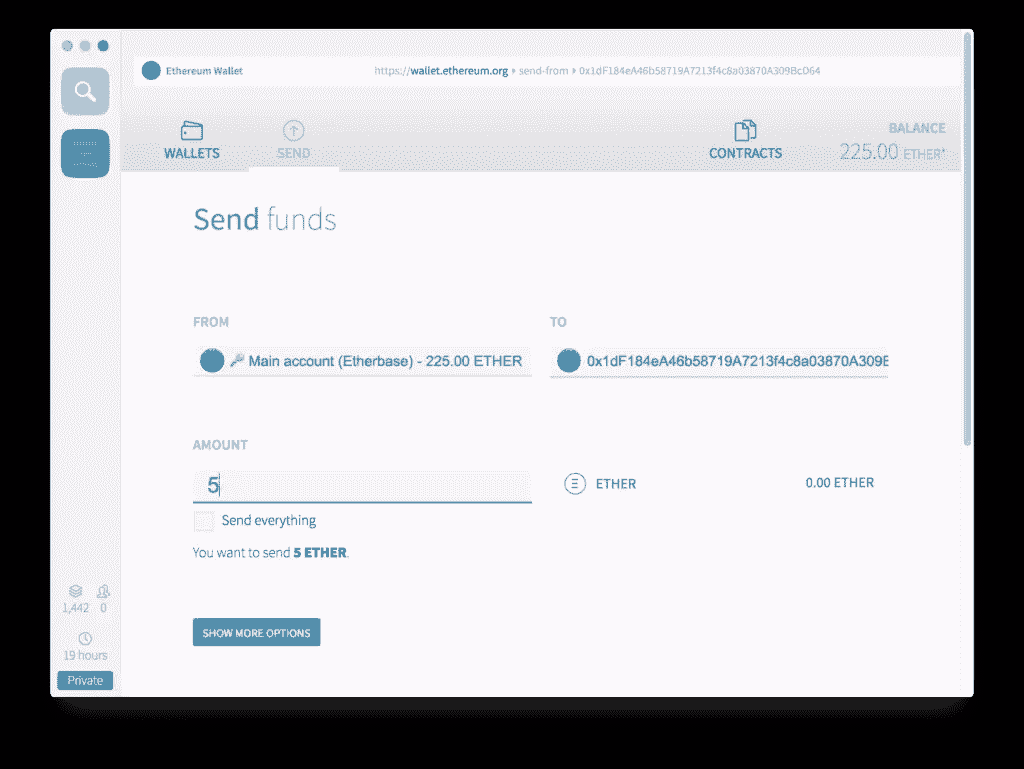 Ethereum Wallet
https://wallet.ethereum.org ▸ send-from ▸ 0x1dF184eA46b58719A7213f4c8a03870A309BcD64
WALLETS
SEND
CONTRACTS
BALANCE
225.00 ETHER*
Send funds
FROM
TO
Main account (Etherbase) - 225.00 ETHER
0x1dF184eA46b58719A7213f4c8a03870A309E
AMOUNT
5
ETHER
0.00 ETHER
Send everything
You want to send 5 ETHER.
1,442 0
SHOW MORE OPTIONS
19 hours
Private